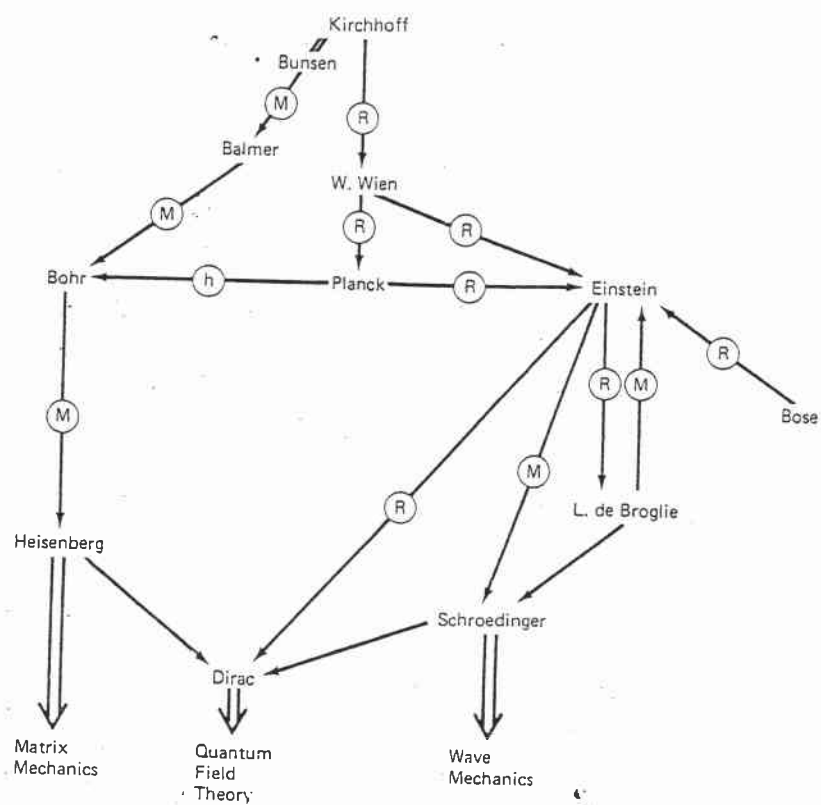 Kirchhoff
Bunsen
M
R
Balmer
W. Wien
M
R
R
Bohr
h
Planck
R
Einstein
R
R
M
Bose
M
M
R
L. de Broglie
Heisenberg
Schroedinger
Dirac
Matrix
Mechanics
Quantum
Field
Theory
Wave
Mechanics